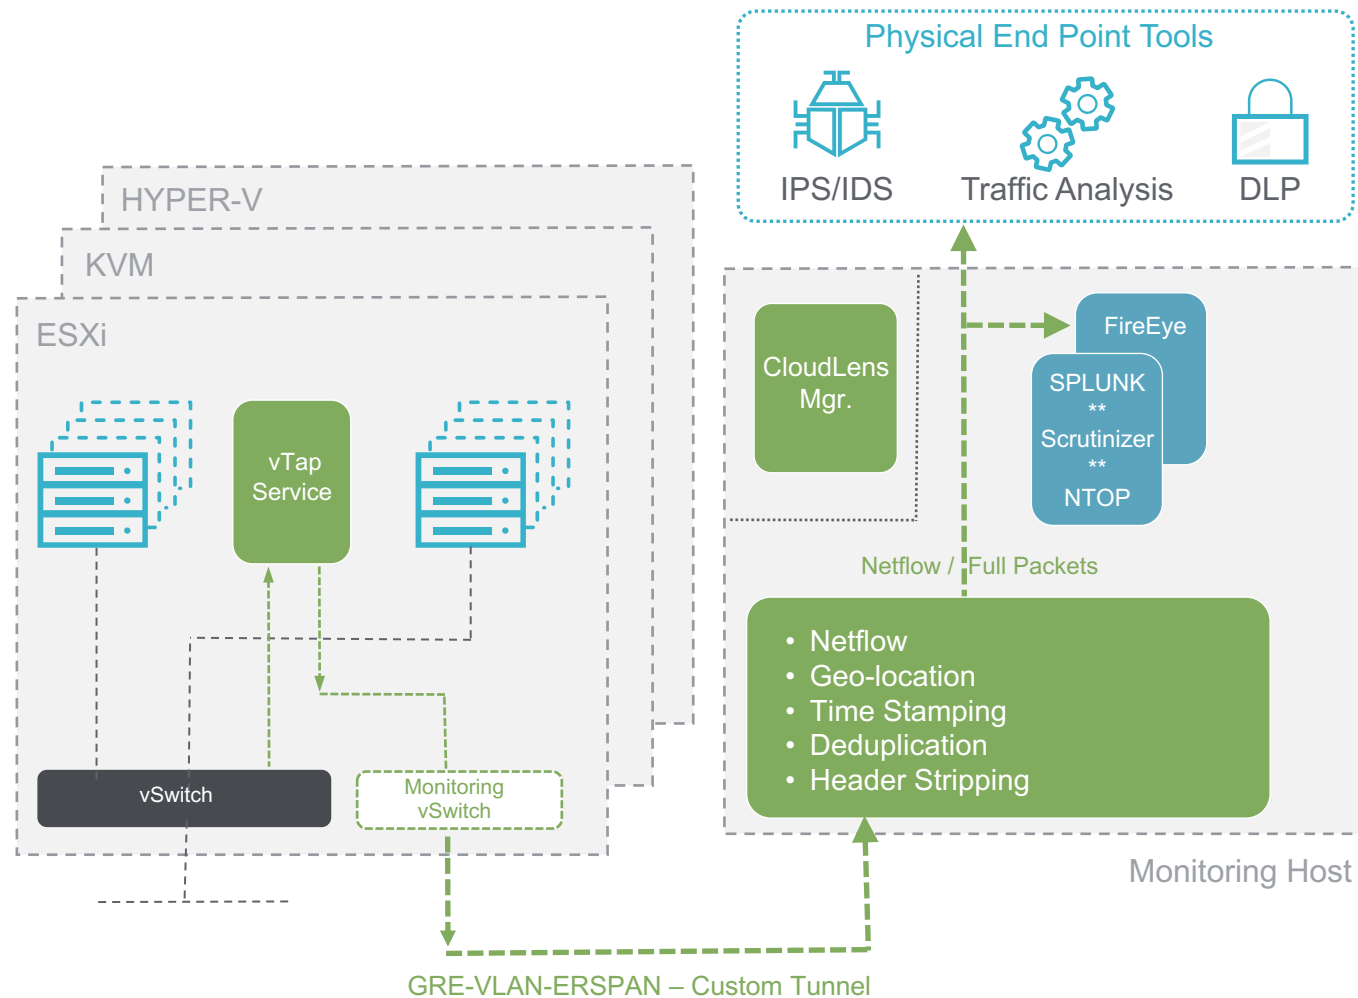 Physical End Point Tools
IPS/IDS
Traffic Analysis
DLP
HYPER-V
KVM
ESXi
vTap
Service
vSwitch
Monitoring
vSwitch
CloudLens
Mgr.
FireEye
SPLUNK
**
Scrutinizer
**
NTOP
Netflow / Full Packets
• Netflow
• Geo-location
• Time Stamping
• Deduplication
• Header Stripping
Monitoring Host
GRE-VLAN-ERSPAN – Custom Tunnel